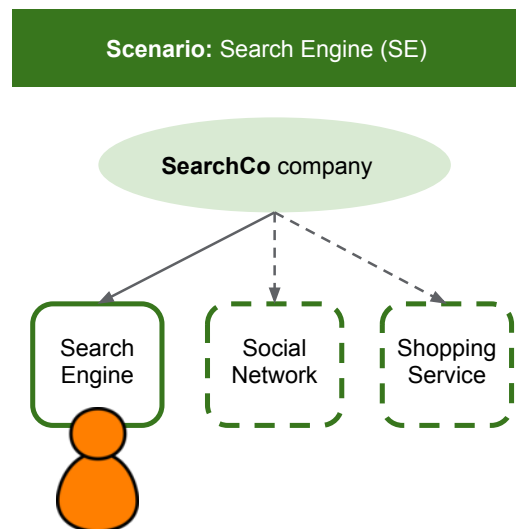 Scenario: Search Engine (SE)
SearchCo company
Search
Engine
Social
Network
Shopping
Service